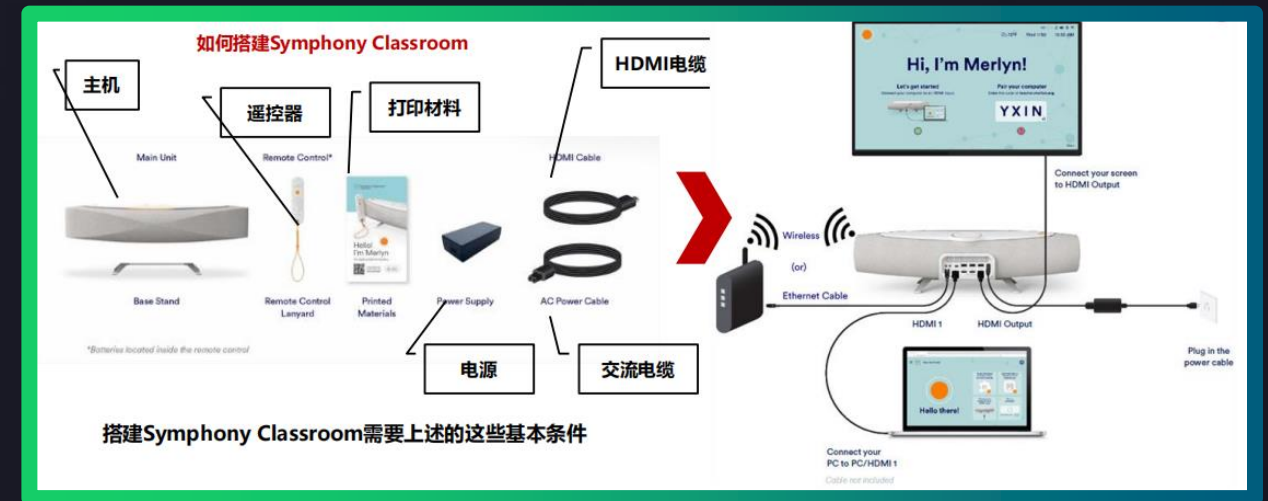 如何搭建Symphony Classroom
主机
遥控器
打印材料
HDMI电缆
Main Unit
Remote Control*
HDMI Cable
Hello!
I'm Merlyn
Base Stand
Remote Control
Lanyard
Printed
Materials
Power Supply
AC Power Cable
*Batteries located inside the remote control
电源
交流电缆
搭建Symphony Classroom需要上述的这些基本条件
Hi, I'm Merlyn!
Let's get started
Pair your computer
YXIN
Connect your screen
to HDMI Output
Wireless
(or)
Ethernet Cable
HDMI 1
HDMI Output
Plug in the
power cable
Hello there!
Connect your
PC to PC/HDMI 1
Cable not included